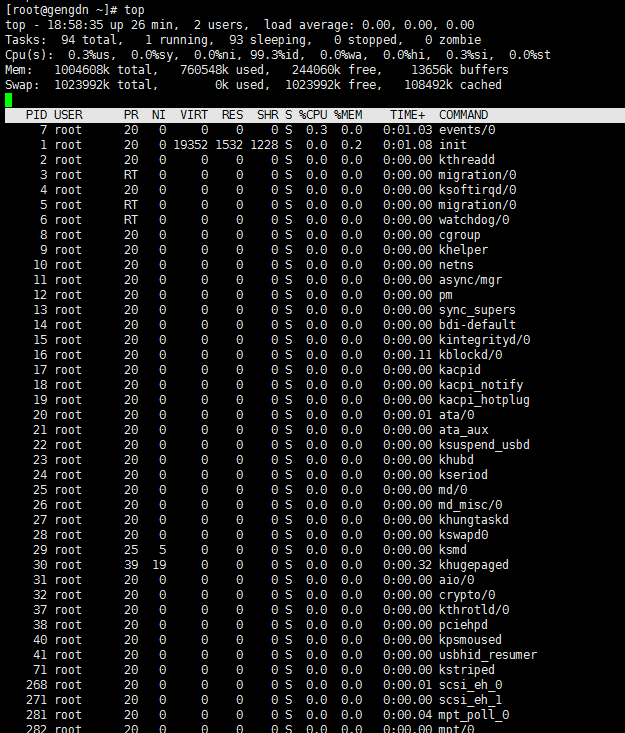 [root@gengdn ~]# top
top - 18:58:35 up 26 min,  2 users,  load average: 0.00, 0.00, 0.00
Tasks:  94 total,   1 running,  93 sleeping,   0 stopped,   0 zombie
Cpu(s):  0.3%us,  0.0%sy,  0.0%ni, 99.3%id,  0.0%wa,  0.0%hi,  0.3%si,  0.0%st
Mem:   1004608k total,   760548k used,   244060k free,    13656k buffers
Swap:  1023992k total,        0k used,  1023992k free,   108492k cached
PID USER      PR  NI  VIRT  RES  SHR S %CPU %MEM    TIME+  COMMAND
7 root      20   0     0    0    0 S  0.3  0.0   0:01.03 events/0
1 root      20   0 19352 1532 1228 S  0.0  0.2   0:01.08 init
2 root      20   0     0    0    0 S  0.0  0.0   0:00.00 kthreadd
3 root      RT   0     0    0    0 S  0.0  0.0   0:00.00 migration/0
4 root      20   0     0    0    0 S  0.0  0.0   0:00.00 ksoftirqd/0
5 root      RT   0     0    0    0 S  0.0  0.0   0:00.00 migration/0
6 root      RT   0     0    0    0 S  0.0  0.0   0:00.00 watchdog/0
8 root      20   0     0    0    0 S  0.0  0.0   0:00.00 cgroup
9 root      20   0     0    0    0 S  0.0  0.0   0:00.00 khelper
10 root      20   0     0    0    0 S  0.0  0.0   0:00.00 netns
11 root      20   0     0    0    0 S  0.0  0.0   0:00.00 async/mgr
12 root      20   0     0    0    0 S  0.0  0.0   0:00.00 pm
13 root      20   0     0    0    0 S  0.0  0.0   0:00.00 sync_supers
14 root      20   0     0    0    0 S  0.0  0.0   0:00.00 bdi-default
15 root      20   0     0    0    0 S  0.0  0.0   0:00.00 kintegrityd/0
16 root      20   0     0    0    0 S  0.0  0.0   0:00.11 kblockd/0
17 root      20   0     0    0    0 S  0.0  0.0   0:00.00 kacpid
18 root      20   0     0    0    0 S  0.0  0.0   0:00.00 kacpi_notify
19 root      20   0     0    0    0 S  0.0  0.0   0:00.00 kacpi_hotplug
20 root      20   0     0    0    0 S  0.0  0.0   0:00.01 ata/0
21 root      20   0     0    0    0 S  0.0  0.0   0:00.00 ata_aux
22 root      20   0     0    0    0 S  0.0  0.0   0:00.00 ksuspend_usbd
23 root      20   0     0    0    0 S  0.0  0.0   0:00.00 khubd
24 root      20   0     0    0    0 S  0.0  0.0   0:00.00 kseriod
25 root      20   0     0    0    0 S  0.0  0.0   0:00.00 md/0
26 root      20   0     0    0    0 S  0.0  0.0   0:00.00 md_misc/0
27 root      20   0     0    0    0 S  0.0  0.0   0:00.00 khungtaskd
28 root      20   0     0    0    0 S  0.0  0.0   0:00.00 kswapd0
29 root      25   5     0    0    0 S  0.0  0.0   0:00.00 ksmd
30 root      39  19     0    0    0 S  0.0  0.0   0:00.32 khugepaged
31 root      20   0     0    0    0 S  0.0  0.0   0:00.00 aio/0
32 root      20   0     0    0    0 S  0.0  0.0   0:00.00 crypto/0
37 root      20   0     0    0    0 S  0.0  0.0   0:00.00 kthrotld/0
38 root      20   0     0    0    0 S  0.0  0.0   0:00.00 pciehpd
40 root      20   0     0    0    0 S  0.0  0.0   0:00.00 kpsmoused
41 root      20   0     0    0    0 S  0.0  0.0   0:00.00 usbhid_resumer
71 root      20   0     0    0    0 S  0.0  0.0   0:00.00 kstriped
268 root      20   0     0    0    0 S  0.0  0.0   0:00.01 scsi_eh_0
271 root      20   0     0    0    0 S  0.0  0.0   0:00.00 scsi_eh_1
281 root      20   0     0    0    0 S  0.0  0.0   0:00.04 mpt_poll_0
282 root      20   0     0    0    0 S  0.0  0.0   0:00.00 mpt/0